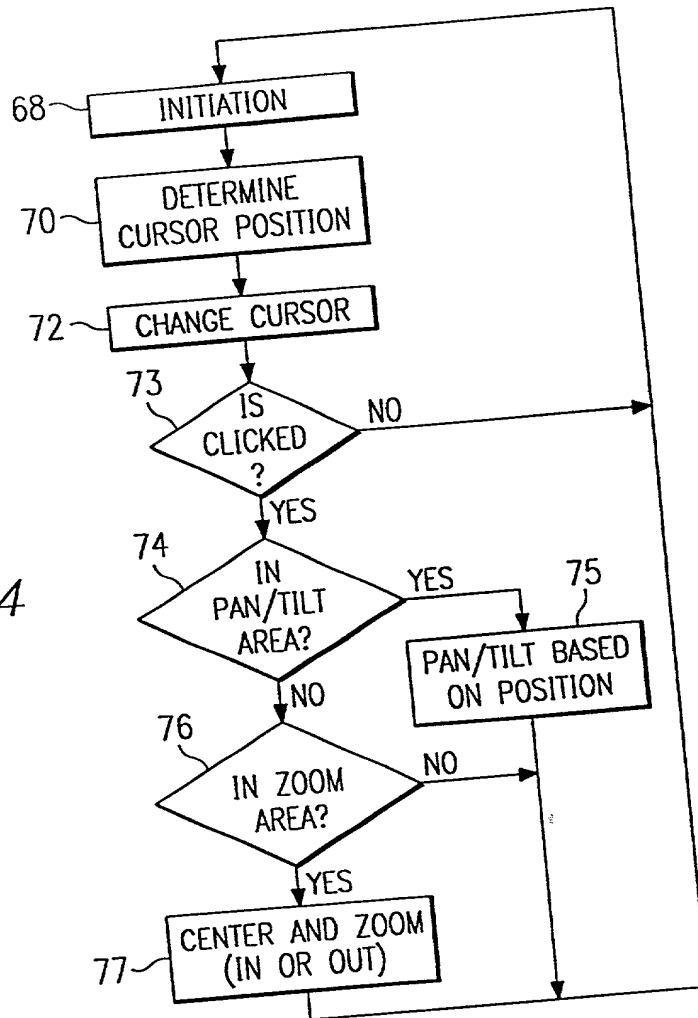 68
INITIATION
70
DETERMINE
CURSOR POSITION
72
CHANGE CURSOR
73
IS
CLICKED
?
NO
YES
74
IN
PAN/TILT
AREA?
YES
75
PAN/TILT BASED
ON POSITION
4
NO
76
IN ZOOM
AREA?
NO
YES
77
CENTER AND ZOOM
(IN OR OUT)